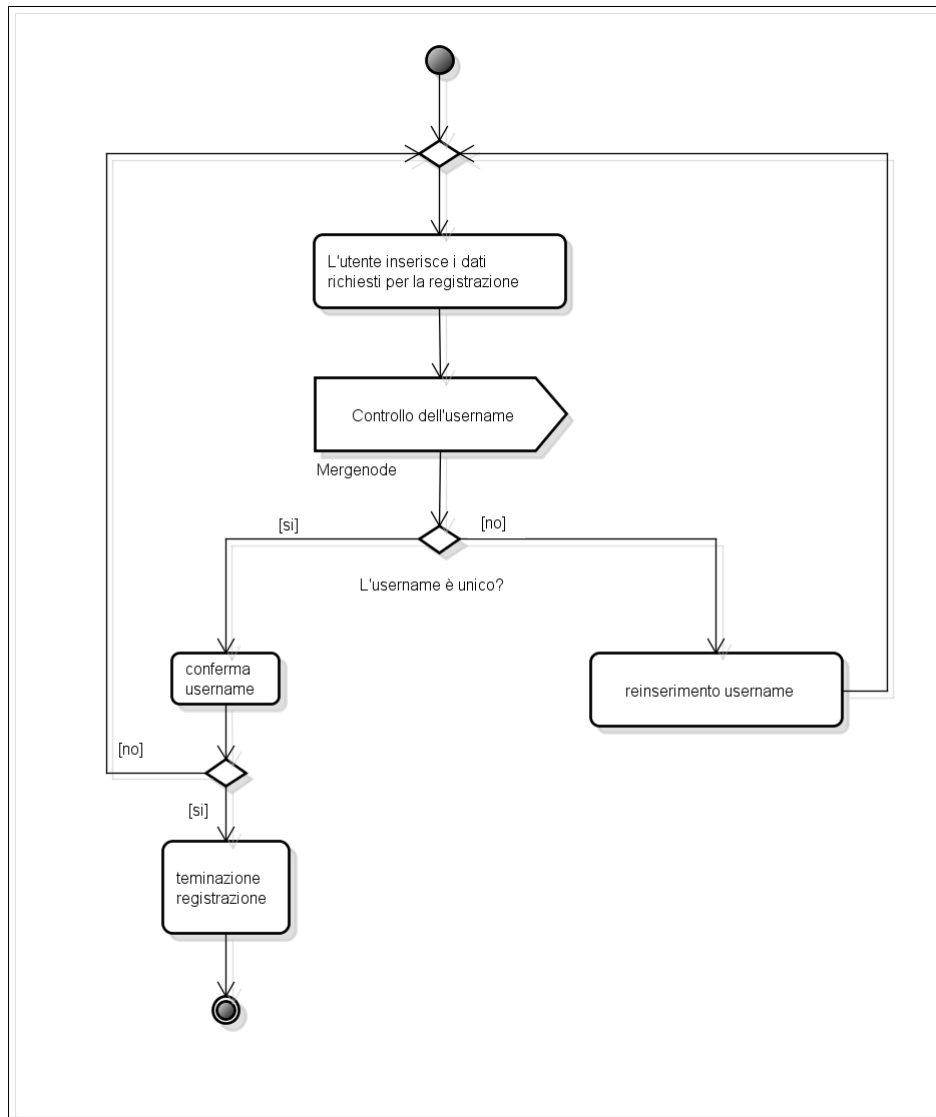 L'utente inserisce i dati
richiesti per la registrazione
Controllo dell'username
Mergenode
[si]
[no]
L'username è unico?
conferma
username
reinserimento username
[no]
[si]
teminazione
registrazione